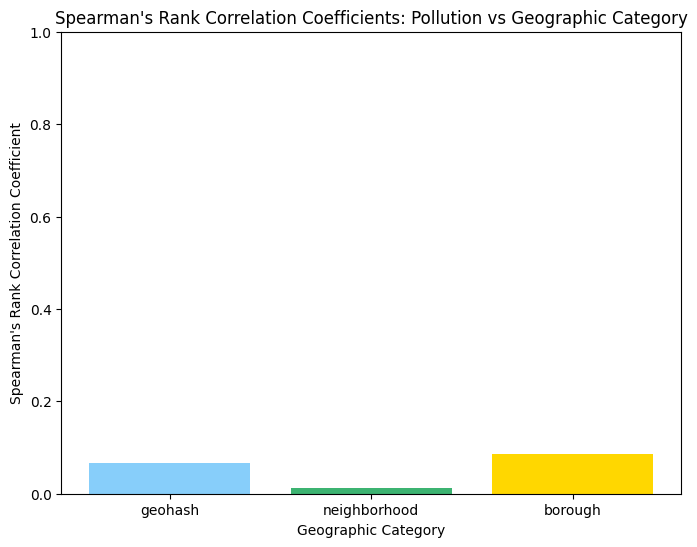 Spearman's Rank Correlation Coefficients: Pollution vs Geographic Category
1.0
0.8
0.6
0.4
0.2
0.0
Spearman's Rank Correlation Coefficient
geohash
neighborhood
borough
Geographic Category